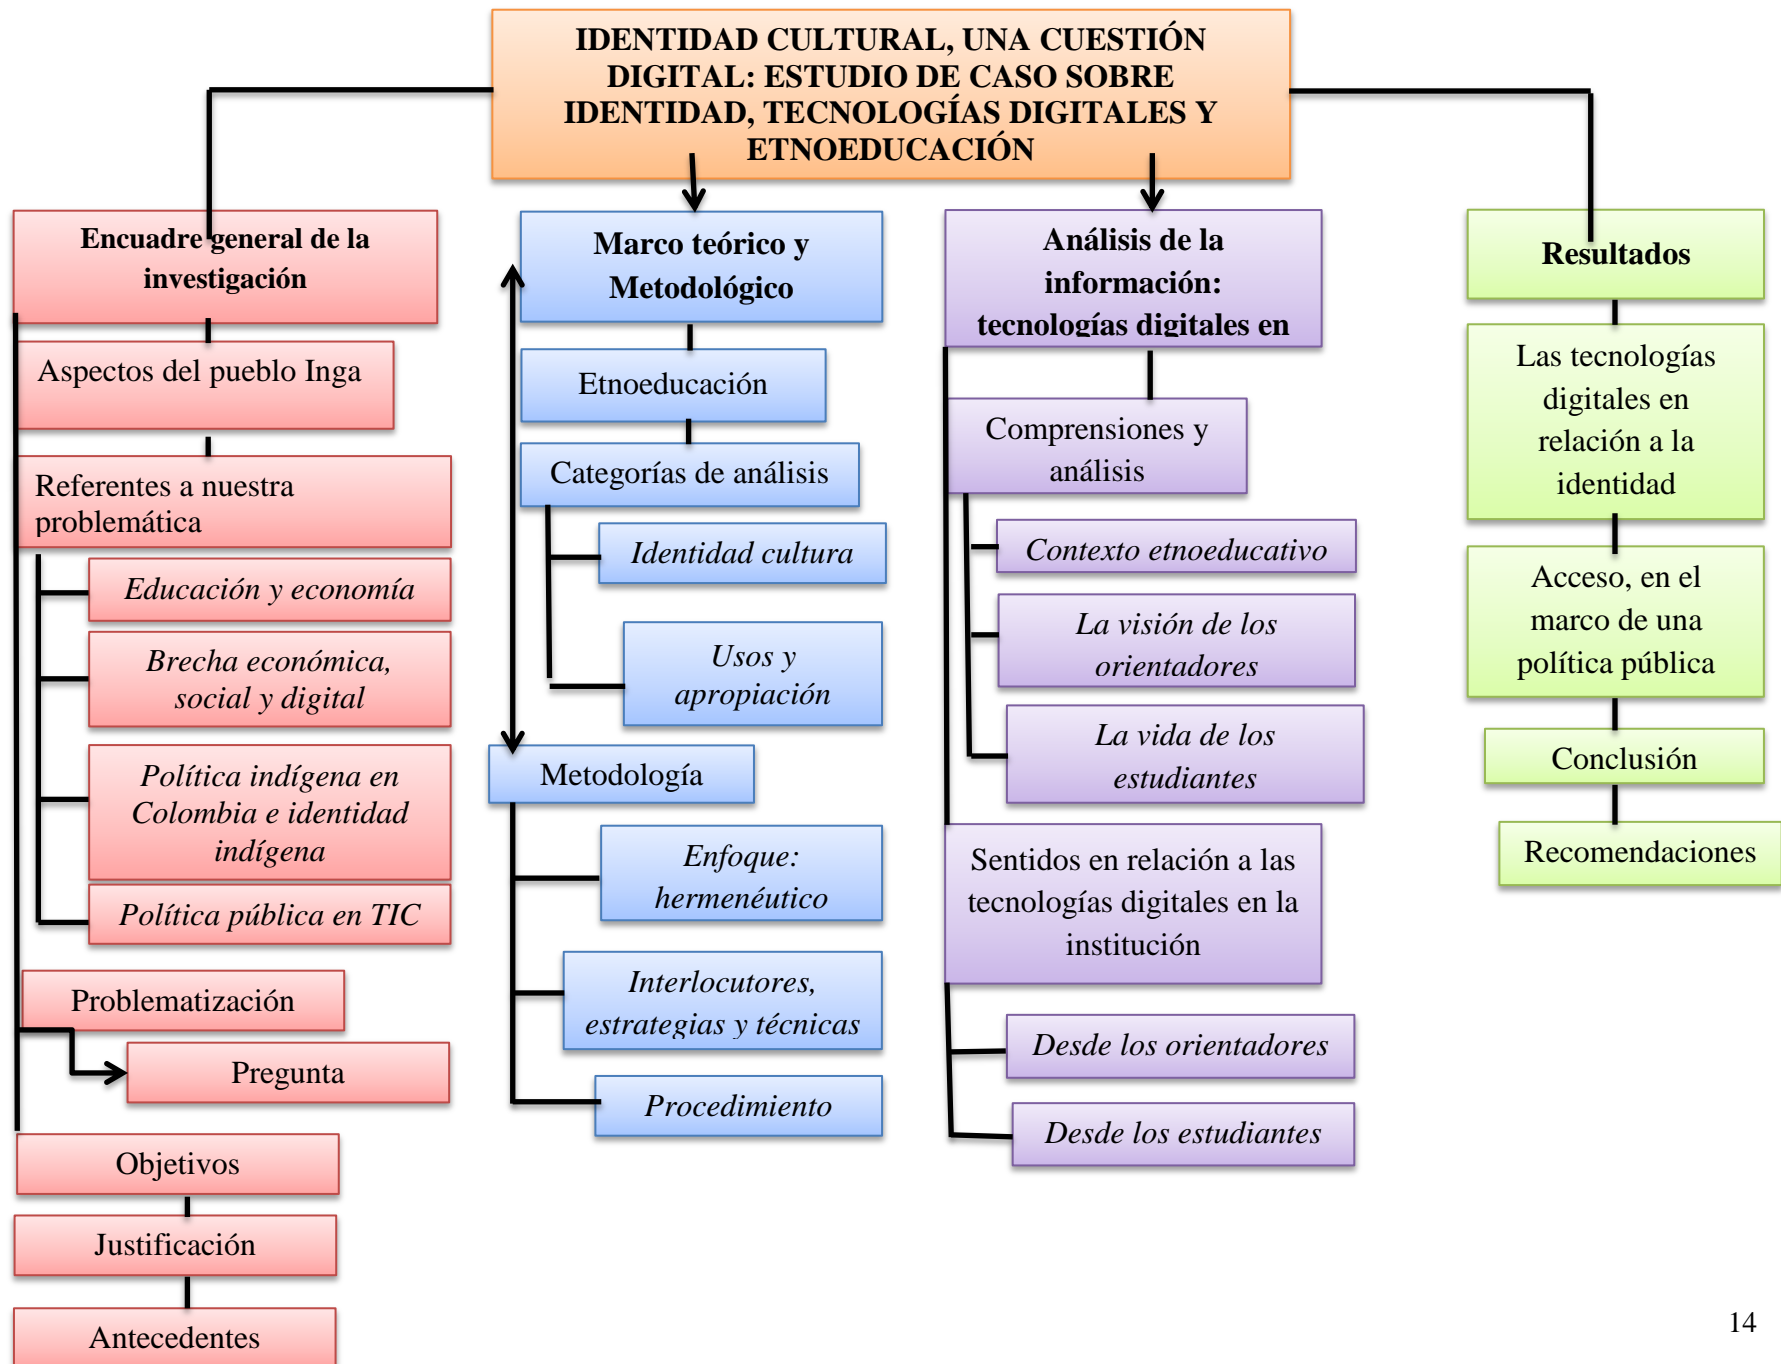 IDENTIDAD CULTURAL, UNA CUESTIÓN
DIGITAL: ESTUDIO DE CASO SOBRE
IDENTIDAD, TECNOLOGÍAS DIGITALES Y
ETNOEDUCACIÓN
Encuadre general de la
investigación
Aspectos del pueblo Inga
Referentes a nuestra
problemática
Educación y economía
Brecha económica,
social y digital
Política indígena en
Colombia e identidad
indígena
Política pública en TIC
Problematización
Pregunta
Objetivos
Justificación
Antecedentes
Marco teórico y
Metodológico
Etnoeducación
Categorías de análisis
Identidad cultura
Usos y
apropiación
Metodología
Enfoque:
hermenéutico
Interlocutores,
estrategias y técnicas
Procedimiento
Análisis de la
información:
tecnologías digitales en
Comprensiones y
análisis
Contexto etnoeducativo
La visión de los
orientadores
La vida de los
estudiantes
Sentidos en relación a las
tecnologías digitales en la
institución
Desde los orientadores
Desde los estudiantes
Resultados
Las tecnologías
digitales en
relación a la
identidad
Acceso, en el
marco de una
política pública
Conclusión
Recomendaciones
14